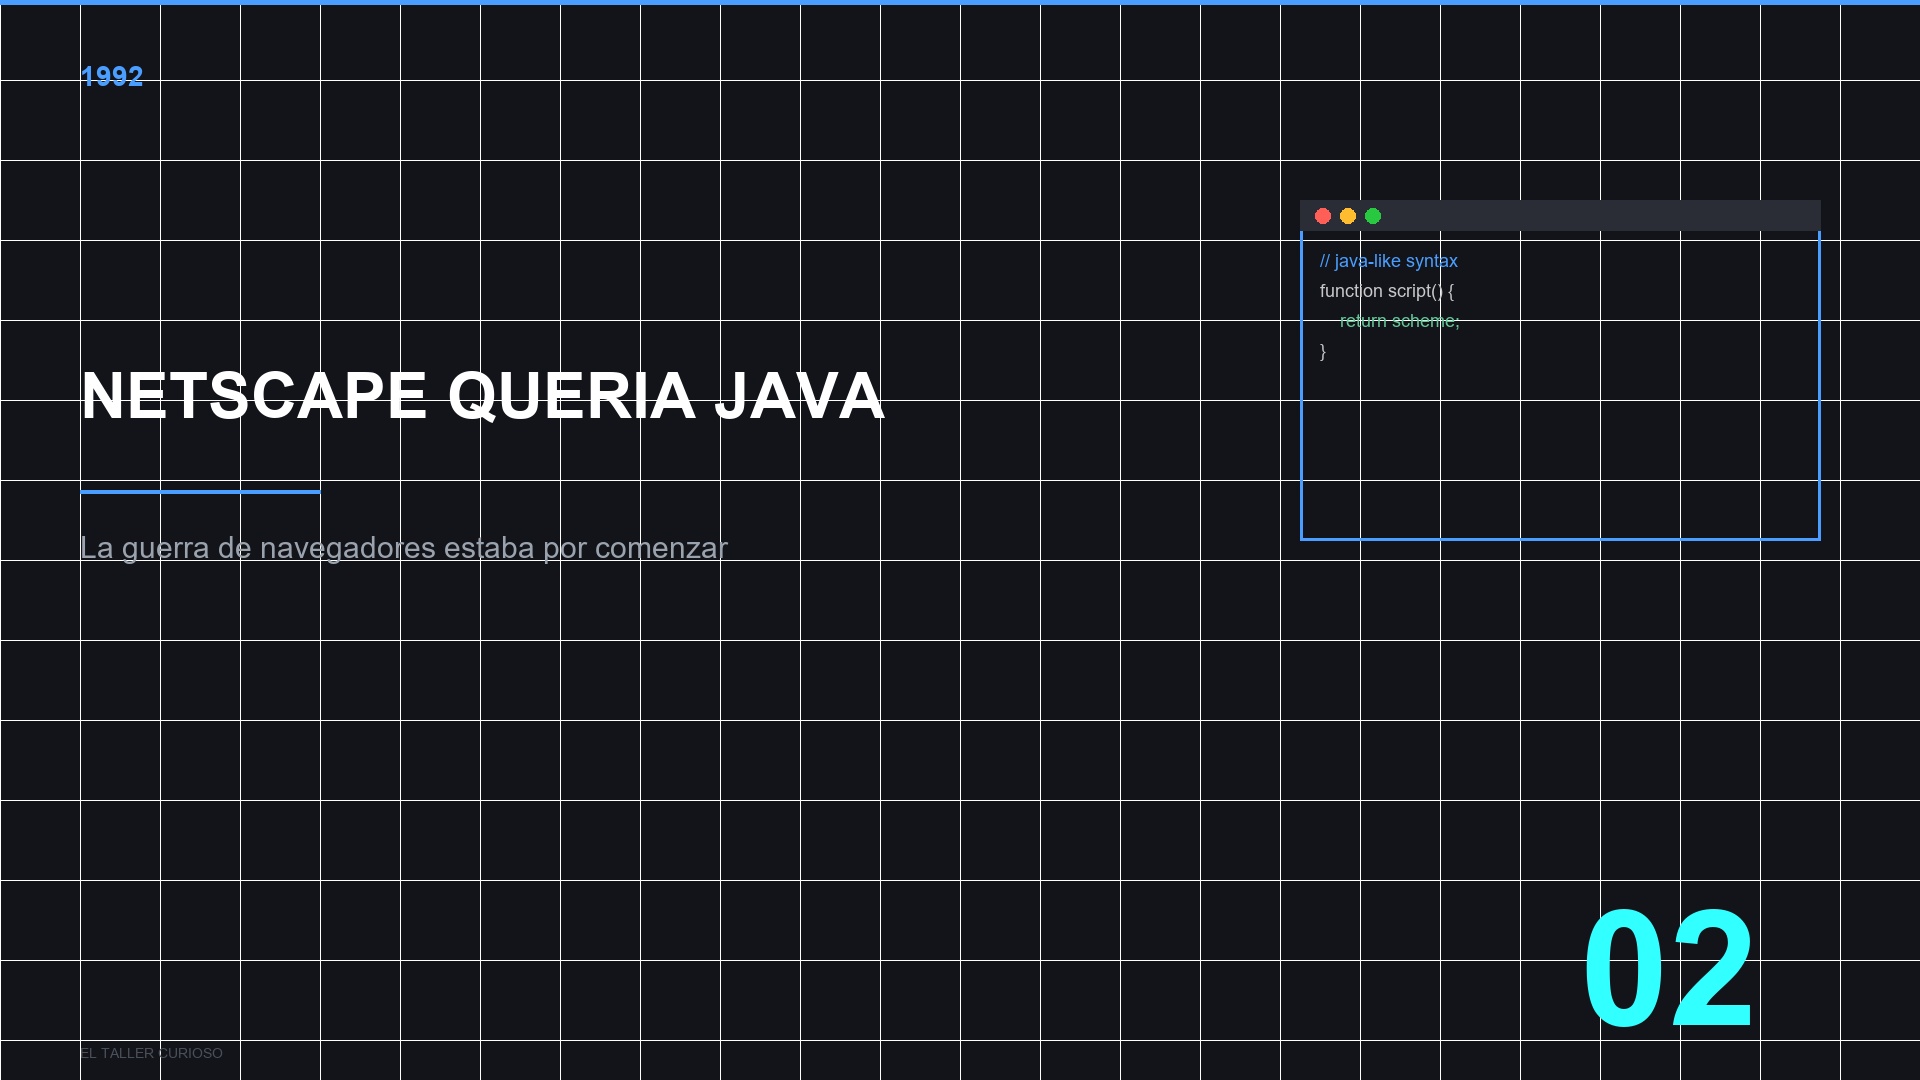 1992
NETSCAPE QUERIA JAVA
La guerra de navegadores estaba por comenzar
// java-like syntax
function script() {
    return scheme;
}
02
EL TALLER CURIOSO